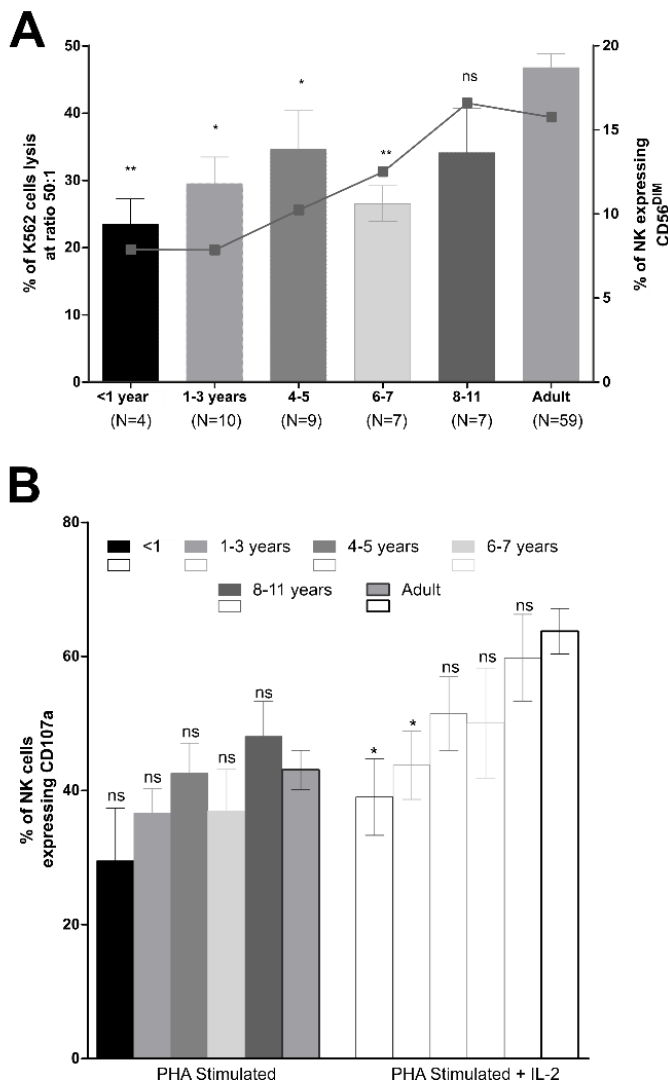 A
% of K562 cells lysis
at ratio 50:1
50
40
30
20
10
0
**
*
*
**
ns
20
15
10
5
0
% of NK expressing
CD56DIM
<1 year 1-3 years 4-5 6-7 8-11 Adult
(N=4) (N=10) (N=9) (N=7) (N=7) (N=59)
B
% of NK cells
expressing CD107a
80
60
40
20
0
<1 1-3 years 4-5 years 6-7 years
8-11 years Adult
ns ns ns ns ns
* * ns ns ns
PHA Stimulated PHA Stimulated + IL-2